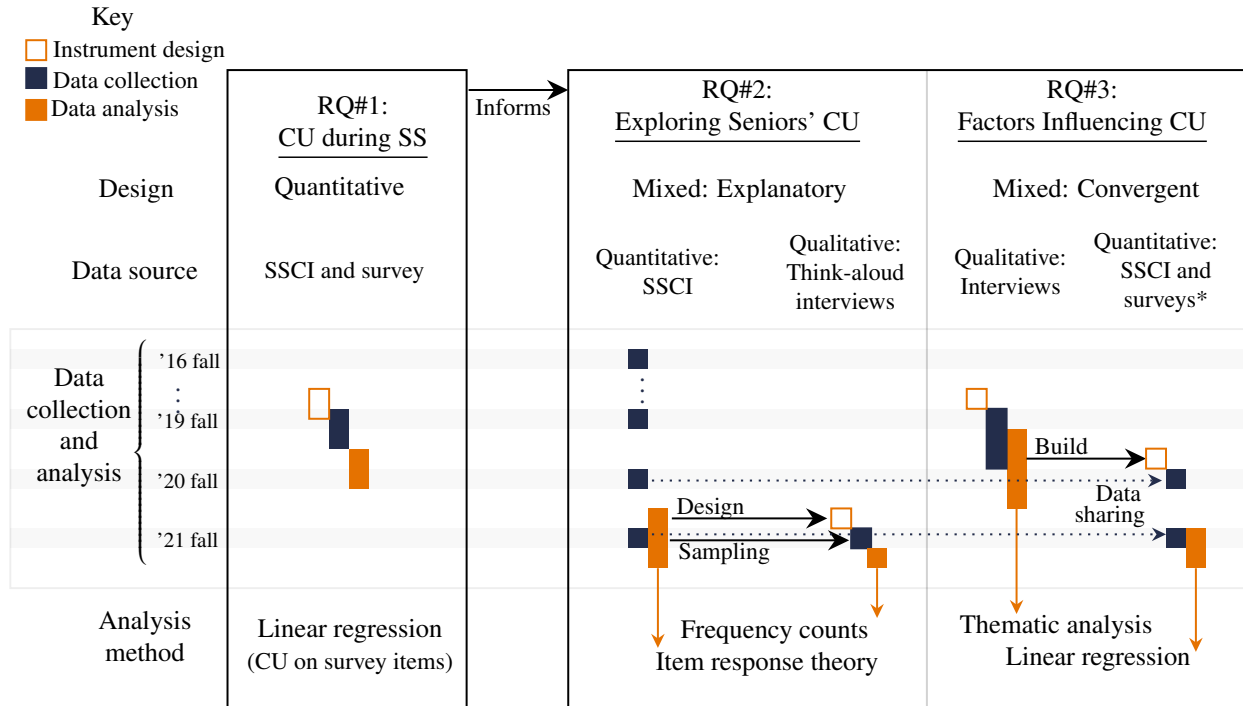 Key
Instrument design
Data collection
Data analysis
RQ#1:
CU during SS
Informs
RQ#2:
Exploring Seniors’ CU
RQ#3:
Factors Influencing CU
Design
Quantitative
Mixed: Explanatory
Mixed: Convergent
Data source
SSCI and survey
Quantitative:
SSCI
Qualitative:
Think-aloud
interviews
Qualitative:
Interviews
Quantitative:
SSCI and
surveys*
Data
collection
and
analysis
’16 fall
’19 fall
’20 fall
’21 fall
Design
Sampling
Build
Data
sharing
Analysis
method
Linear regression
(CU on survey items)
Frequency counts
Item response theory
Thematic analysis
Linear regression